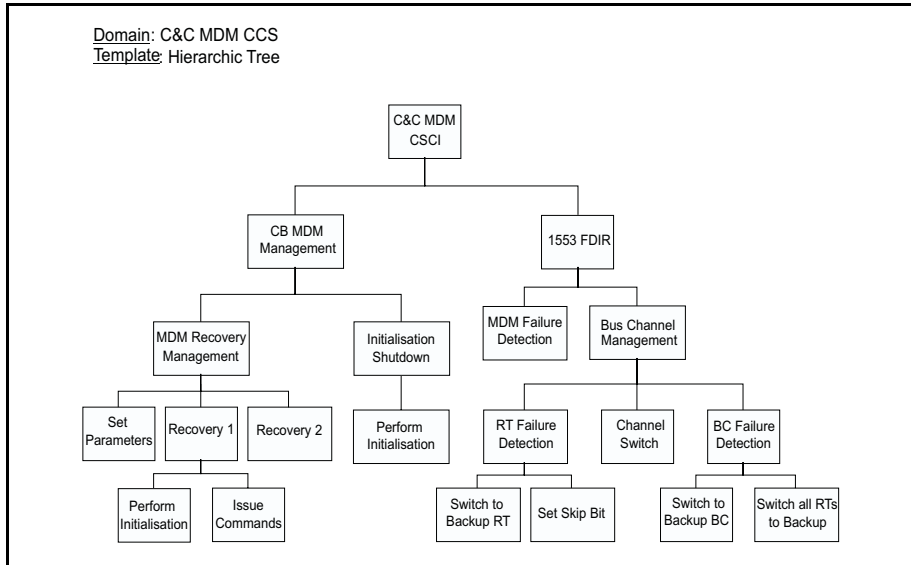 Domain: C&C MDM CCS
Template: Hierarchic Tree
C&C MDM
CSCI
CB MDM
Management
1553 FDIR
MDM Recovery
Management
Initialisation
Shutdown
MDM Failure
Detection
Bus Channel
Management
Set
Parameters
Recovery 1
Recovery 2
Perform
Initialisation
RT Failure
Detection
Channel
Switch
BC Failure
Detection
Perform
Initialisation
Issue
Commands
Switch to
Backup RT
Set Skip Bit
Switch to
Backup BC
Switch all RTs
to Backup